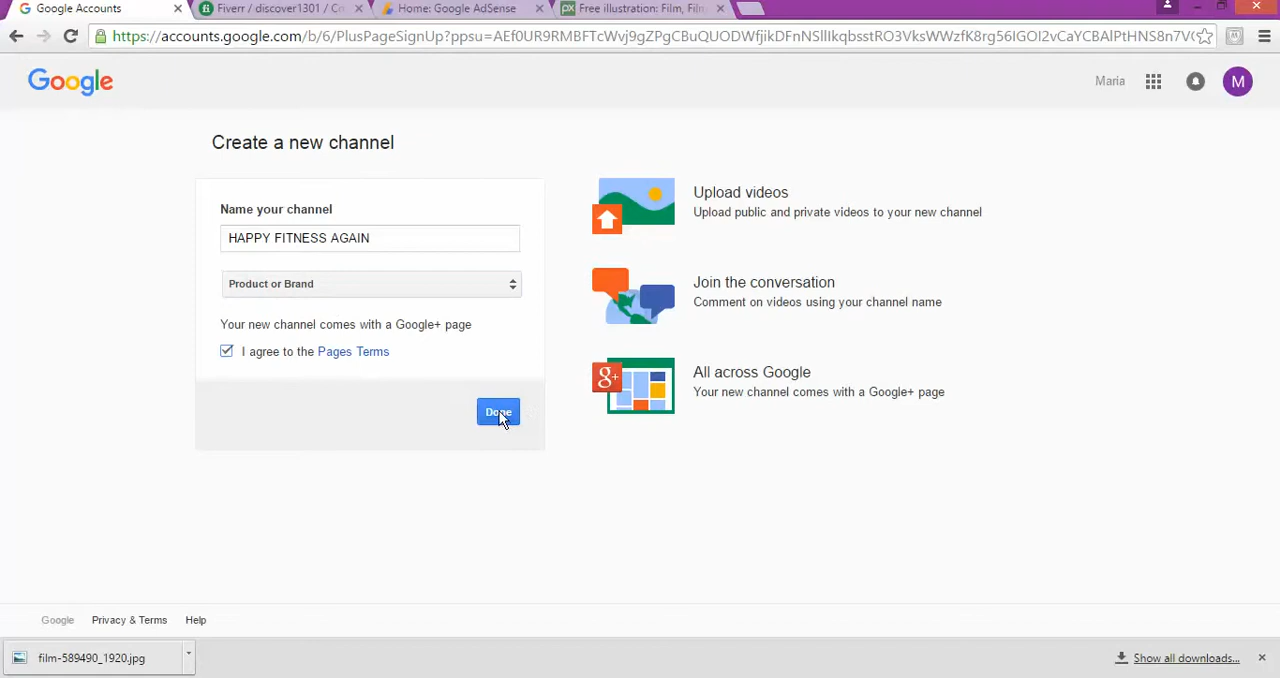 Google Accounts
Fiverr / discover1301 / Cr
Home: Google AdSense
Free illustration: Film, Film
https://accounts.google.com/b/6/PlusPageSignUp?ppsu=
Google
Maria
M
Create a new channel
Name your channel
HAPPY FITNESS AGAIN
Product or Brand
Your new channel comes with a Google+ page
I agree to the Pages Terms
Done
Upload videos
Upload public and private videos to your new channel
Join the conversation
Comment on videos using your channel name
g+
All across Google
Your new channel comes with a Google+ page
Google Privacy & Terms Help
film-589490_1920.jpg
Show all downloads...